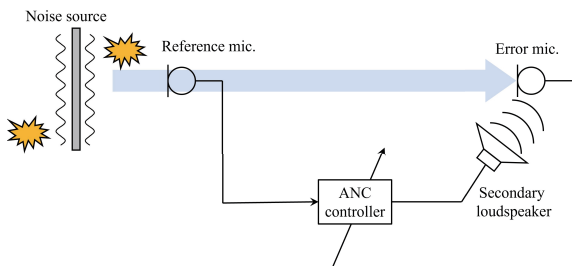 Noise source
Reference mic.
Error mic.
ANC
controller
Secondary
loudspeaker